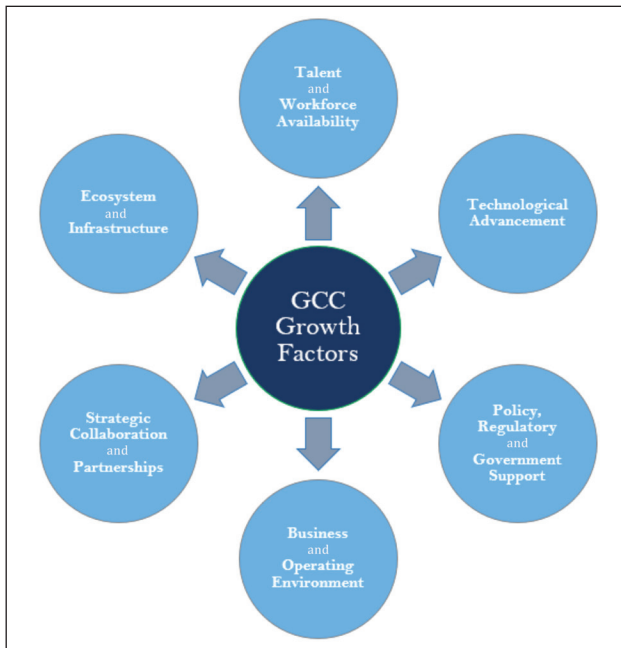 Talent
and
Workforce
Availability
Ecosystem
and
Infrastructure
Technological
Advancement
GCC
Growth
Factors
Strategic
Collaboration
and
Partnerships
Policy,
Regulatory
and
Government
Support
Business
and
Operating
Environment